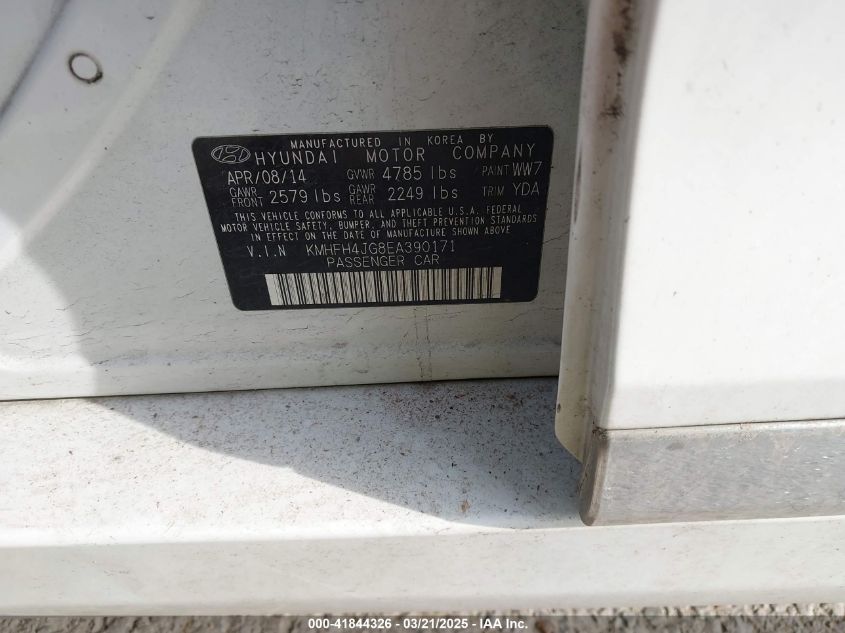 MANUFACTURED IN KOREA BY
HYUNDAI MOTOR COMPANY
APR/08/14 GVWR 4785 lbs PAINT WW7
GAWR FRONT 2579 lbs GAWR REAR 2249 lbs TRIM YDA
THIS VEHICLE CONFORMS TO ALL APPLICABLE U.S.A. FEDERAL
MOTOR VEHICLE SAFETY, BUMPER, AND THEFT PREVENTION STANDARDS
IN EFFECT ON THE DATE OF MANUFACTURE SHOWN ABOVE
V.I.N KMHFH4JG8EA390171
PASSENGER CAR
000-41844326 - 03/21/2025 - IAA Inc.